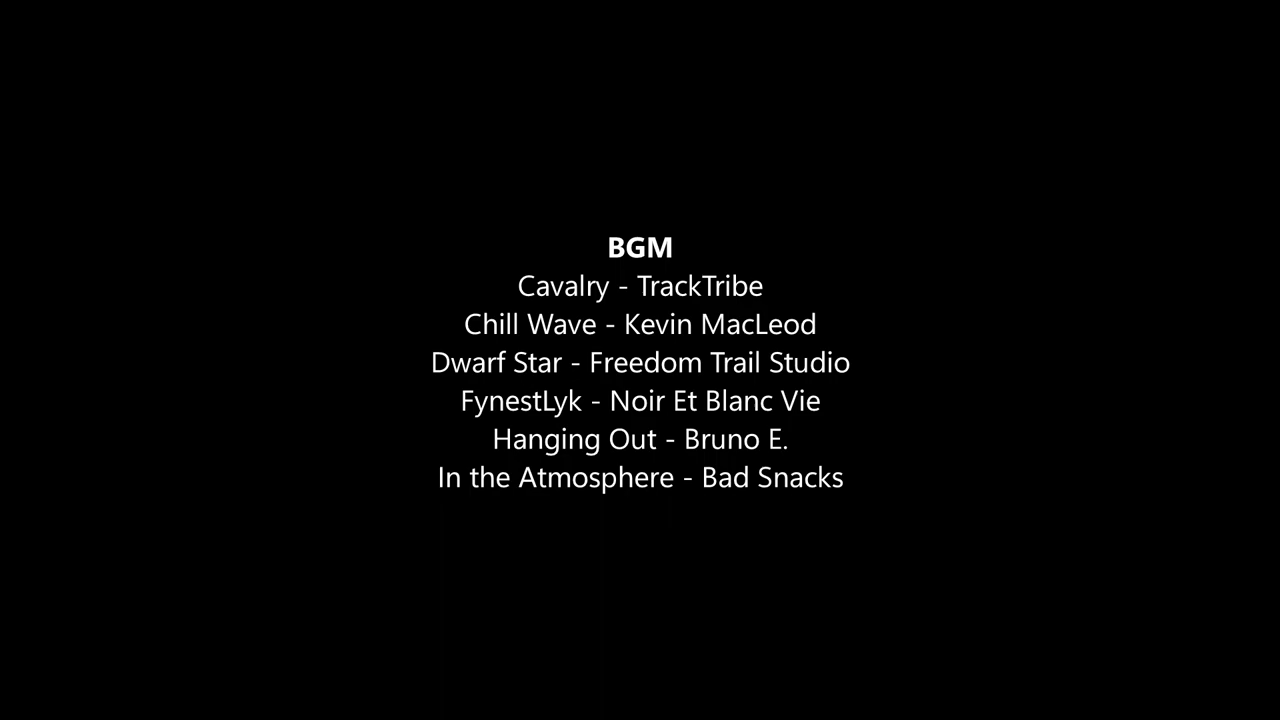 BGM
Cavalry - TrackTribe
Chill Wave - Kevin MacLeod
Dwarf Star - Freedom Trail Studio
FynestLyk - Noir Et Blanc Vie
Hanging Out - Bruno E.
In the Atmosphere - Bad Snacks